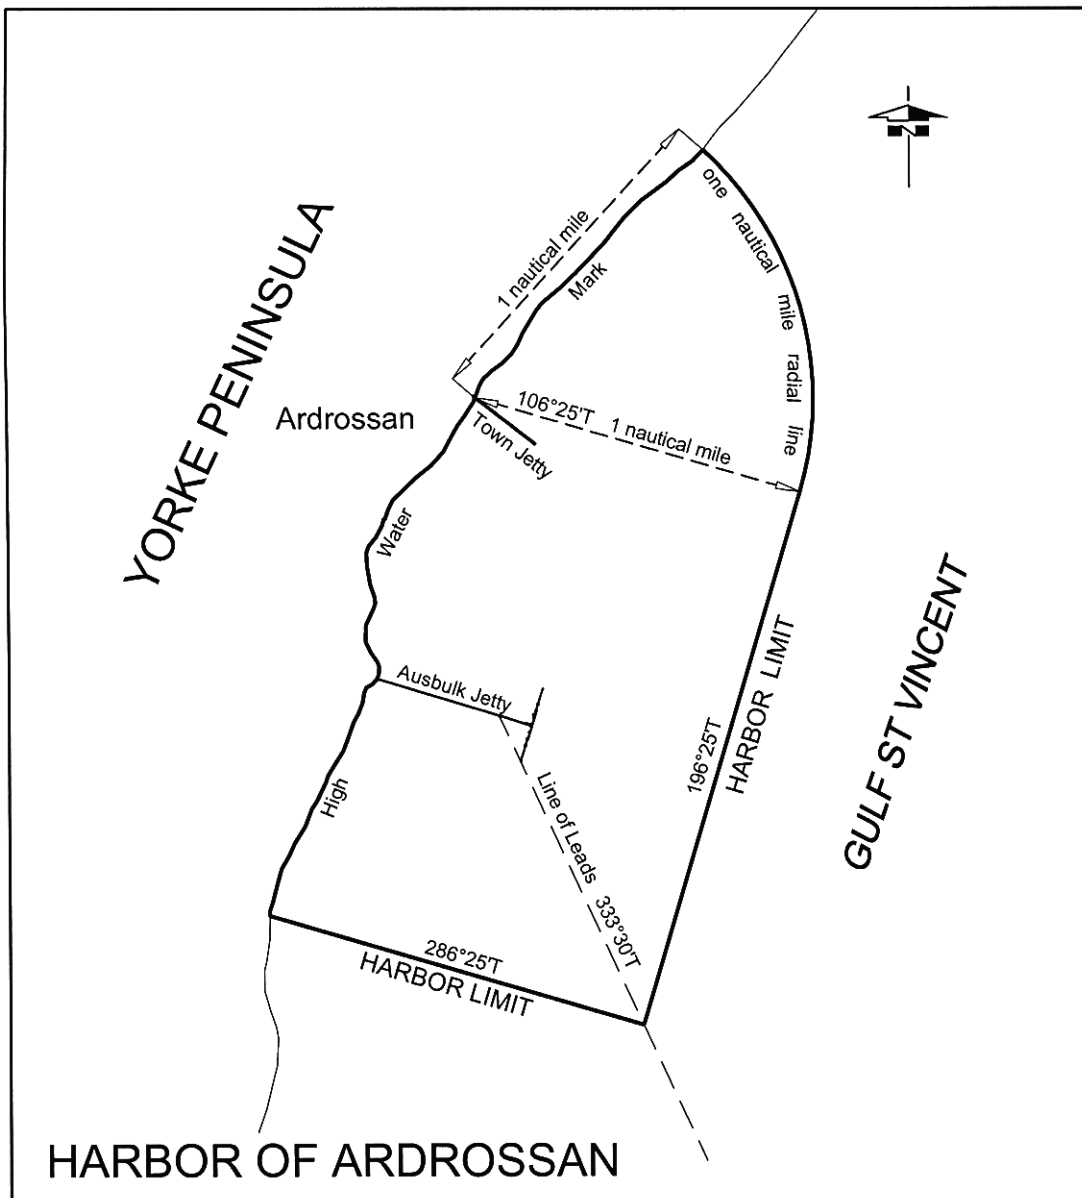 N
one nautical mile radial line
1 nautical mile
Mark
YORKE PENINSULA
Ardrossan
106°25'T 1 nautical mile
Town Jetty
Water
Ausbulk Jetty
196°25'T
HARBOR LIMIT
GULF ST VINCENT
High
Line of Leads 333°30'T
286°25'T
HARBOR LIMIT
HARBOR OF ARDROSSAN